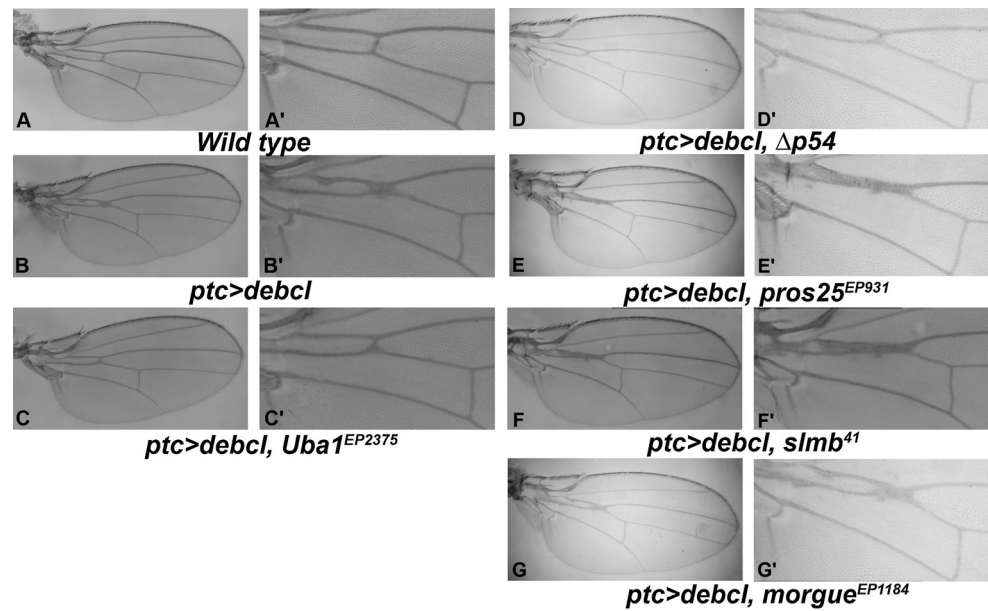 A
A'
Wild type
B
B'
ptc>debcl
C
C'
ptc>debcl, Uba1EP2375
D
D'
ptc>debcl, Δp54
E
E'
ptc>debcl, pros25EP931
F
F'
ptc>debcl, slmb41
G
G'
ptc>debcl, morgueEP1184